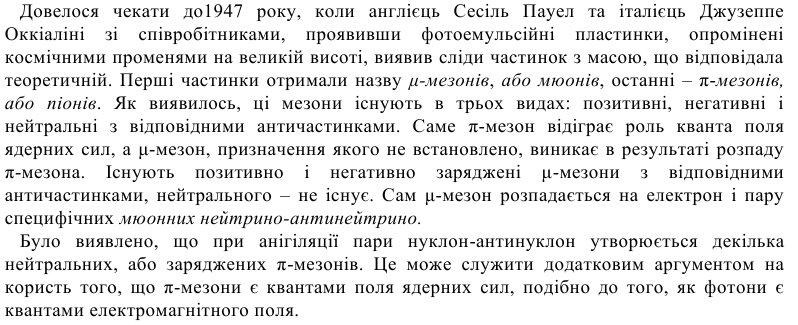 Довелося чекати до1947 року, коли англієць Сесіль Пауел та італієць Джузеппе
Оккіаліні зі співробітниками, проявивши фотоемульсійні пластинки, опромінені
космічними променями на великій висоті, виявив сліди частинок з масою, що відповідала
теоретичній. Перші частинки отримали назву μ-мезонів, або мюонів, останні – π-мезонів,
або піонів. Як виявилось, ці мезони існують в трьох видах: позитивні, негативні і
нейтральні з відповідними античастинками. Саме π-мезон відіграє роль кванта поля
ядерних сил, а μ-мезон, призначення якого не встановлено, виникає в результаті розпаду
π-мезона. Існують позитивно і негативно заряджені μ-мезони з відповідними
античастинками, нейтрального – не існує. Сам μ-мезон розпадається на електрон і пару
специфічних мюонних нейтрино-антинейтрино.
Було виявлено, що при анігіляції пари нуклон-антинуклон утворюється декілька
нейтральних, або заряджених π-мезонів. Це може служити додатковим аргументом на
користь того, що π-мезони є квантами поля ядерних сил, подібно до того, як фотони є
квантами електромагнітного поля.